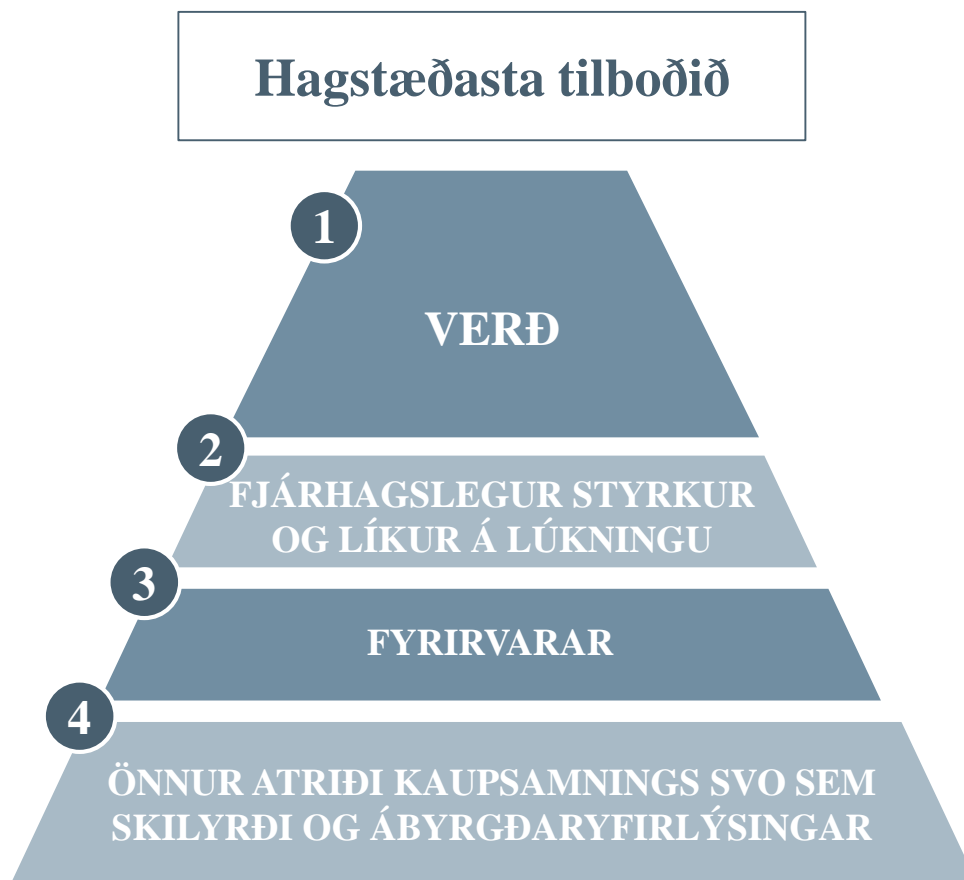 Hagstæðasta tilboðið
1
VERÐ
2
FJÁRHAGSLEGUR STYRKUR
OG LÍKUR Á LÚKNINGU
3
FYRIRVARAR
4
ÖNNUR ATRIÐI KAUPSAMNINGS SVO SEM
SKILYRÐI OG ÁBYRGÐARYFIRLÝSINGAR